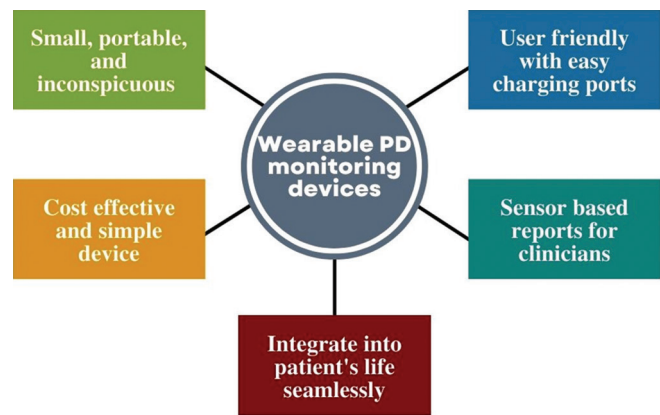 Small, portable,
and
inconspicuous
User friendly
with easy
charging ports
Wearable PD
monitoring
devices
Cost effective
and simple
device
Sensor based
reports for
clinicians
Integrate into
patient's life
seamlessly